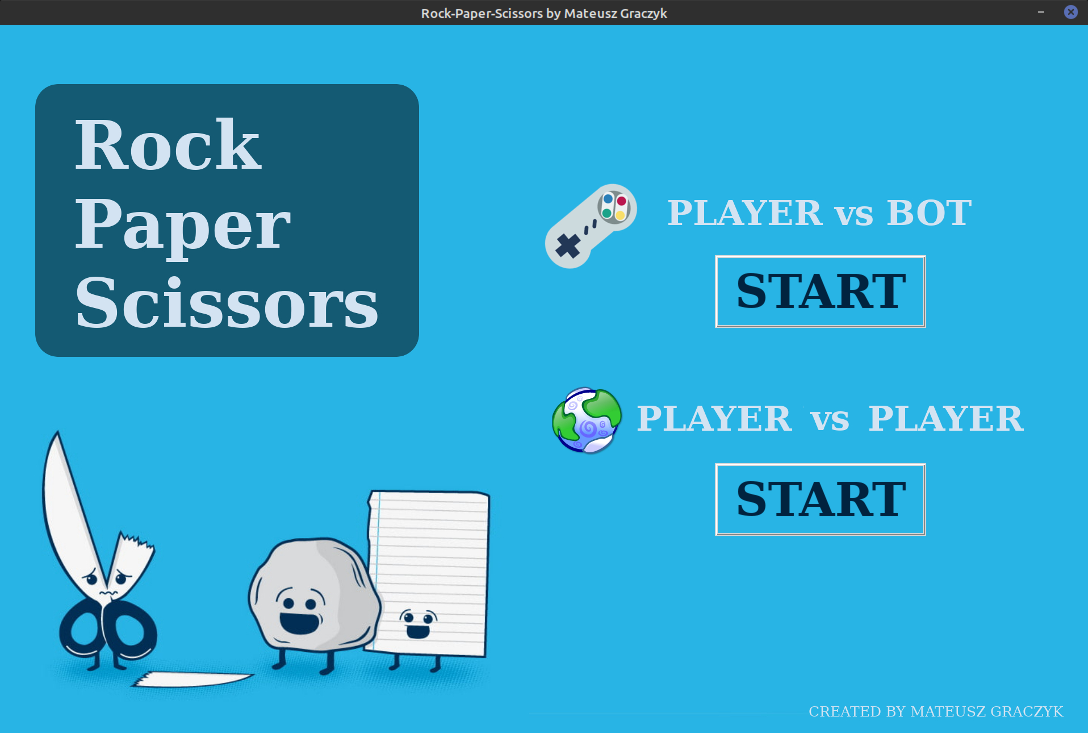 Rock-Paper-Scissors by Mateusz Graczyk
Rock
Paper
Scissors
PLAYER vs BOT
START
PLAYER vs PLAYER
START
CREATED BY MATEUSZ GRACZYK